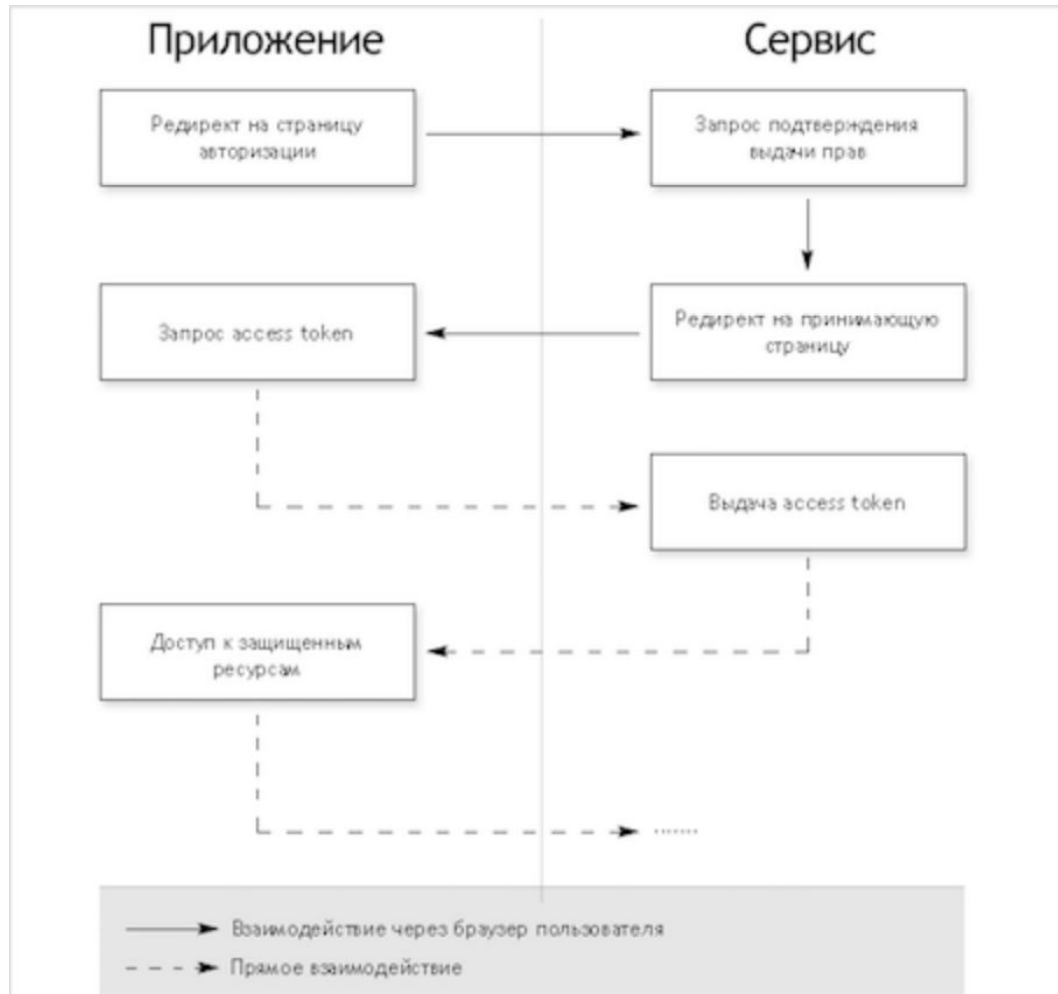 Приложение
Сервис
Редирект на страницу
авторизации
Запрос подтверждения
выдачи прав
Запрос access token
Редирект на принимающую
страницу
Выдача access token
Доступ к защищенным
ресурсам
.......
Взаимодействие через браузер пользователя
Прямое взаимодействие